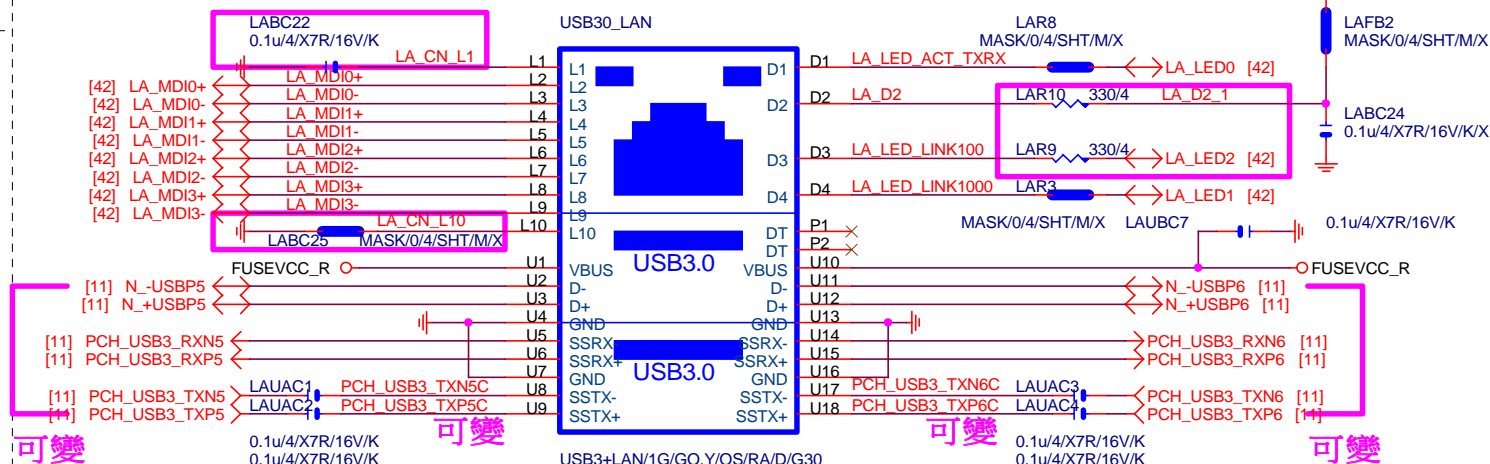 LABC22
0.1u/4/X7R/16V/K
USB30_LAN
LAR8
MASK/0/4/SHT/M/X
LAFB2
MASK/0/4/SHT/M/X
LA_CN_L1 L1 L1 D1 D1 LA_LED_ACT_TXRX LA_LED0 [42]
[42] LA_MDI0+ LA_MDI0+ L2 L2
[42] LA_MDI0- LA_MDI0- L3 L3 D2 D2 LA_D2 LAR10 330/4 LA_D2_1
LABC24
0.1u/4/X7R/16V/K/X
[42] LA_MDI1+ LA_MDI1+ L4 L4
[42] LA_MDI1- LA_MDI1- L5 L5
[42] LA_MDI2+ LA_MDI2+ L6 L6 D3 D3 LA_LED_LINK100 LAR9 330/4 LA_LED2 [42]
[42] LA_MDI2- LA_MDI2- L7 L7
[42] LA_MDI3+ LA_MDI3+ L8 L8 D4 D4 LA_LED_LINK1000 LAR3 LA_LED1 [42]
[42] LA_MDI3- LA_MDI3- L9 L9
MASK/0/4/SHT/M/X LAUBC7 0.1u/4/X7R/16V/K
LA_CN_L10 L10 L10 DT P1
LABC25 MASK/0/4/SHT/M/X
DT P2
FUSEVCC_R U1 VBUS USB3.0 VBUS U10 FUSEVCC_R
[11] N_-USBP5 U2 D- D- U11 N_-USBP6 [11]
[11] N_+USBP5 U3 D+ D+ U12 N_+USBP6 [11]
U4 GND GND U13
[11] PCH_USB3_RXN5 U5 SSRX- SSRX- U14 PCH_USB3_RXN6 [11]
[11] PCH_USB3_RXP5 U6 SSRX+ SSRX+ U15 PCH_USB3_RXP6 [11]
U7 GND USB3.0 GND U16
[11] PCH_USB3_TXN5 LAUAC1 PCH_USB3_TXN5C U8 SSTX- SSTX- U17 PCH_USB3_TXN6C LAUAC3 PCH_USB3_TXN6 [11]
[11] PCH_USB3_TXP5 LAUAC2 PCH_USB3_TXP5C U9 SSTX+ SSTX+ U18 PCH_USB3_TXP6C LAUAC4 PCH_USB3_TXP6 [11]
可變 可變 可變 可變
0.1u/4/X7R/16V/K 0.1u/4/X7R/16V/K
0.1u/4/X7R/16V/K USB3+LAN/1G/GO,Y/OS/RA/D/G30 0.1u/4/X7R/16V/K